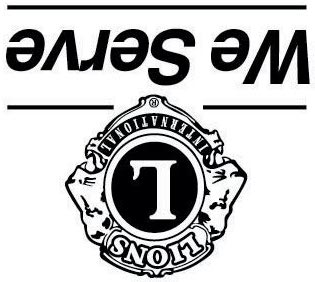 LIONS
L
INTERNATIONAL
®
We Serve